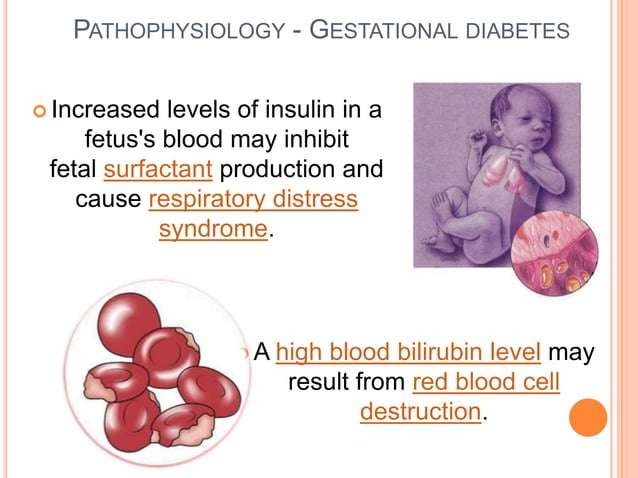 PATHOPHYSIOLOGY - GESTATIONAL DIABETES
Increased levels of insulin in a
fetus's blood may inhibit
fetal surfactant production and
cause respiratory distress
syndrome.
A high blood bilirubin level may
result from red blood cell
destruction.